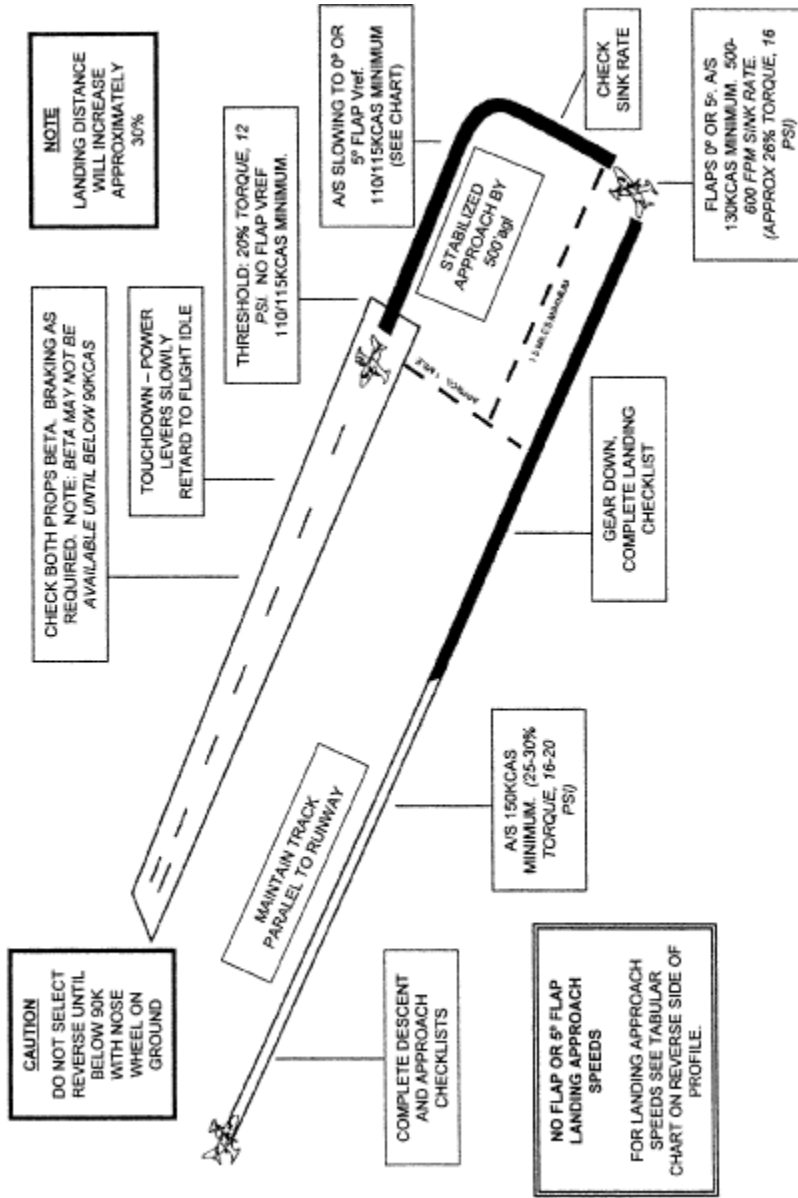 CAUTION
DO NOT SELECT
REVERSE UNTIL
BELOW 90K
WITH NOSE
WHEEL ON
GROUND
CHECK BOTH PROPS BETA. BRAKING AS
REQUIRED. NOTE: BETA MAY NOT BE
AVAILABLE UNTIL BELOW 90KCAS
NOTE
LANDING DISTANCE
WILL INCREASE
APPROXIMATELY
30%
TOUCHDOWN – POWER
LEVERS SLOWLY
RETARD TO FLIGHT IDLE
THRESHOLD: 20% TORQUE, 12
PSI. NO FLAP VREF
110/115KCAS MINIMUM.
A/S SLOWING TO 0º OR
5º FLAP Vref.
110/115KCAS MINIMUM
(SEE CHART)
MAINTAIN TRACK
PARALEL TO RUNWAY
STABILIZED
APPROACH BY
500'agl
APPROX. 1 MILE
1.5 MILES MINIMUM
CHECK
SINK RATE
COMPLETE DESCENT
AND APPROACH
CHECKLISTS
A/S 150KCAS
MINIMUM. (25-30%
TORQUE, 16-20
PSI)
GEAR DOWN,
COMPLETE LANDING
CHECKLIST
FLAPS 0º OR 5º. A/S
130KCAS MINIMUM. 500-
600 FPM SINK RATE.
(APPROX 26% TORQUE, 16
PSI)
NO FLAP OR 5º FLAP
LANDING APPROACH
SPEEDS
FOR LANDING APPROACH
SPEEDS SEE TABULAR
CHART ON REVERSE SIDE OF
PROFILE.